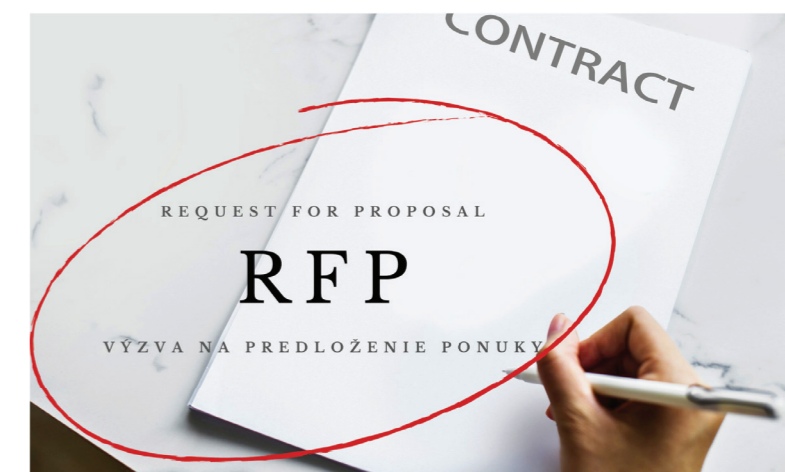 CONTRACT
REQUEST FOR PROPOSAL
RFP
VÝZVA NA PREDLOŽENIE PONUKY